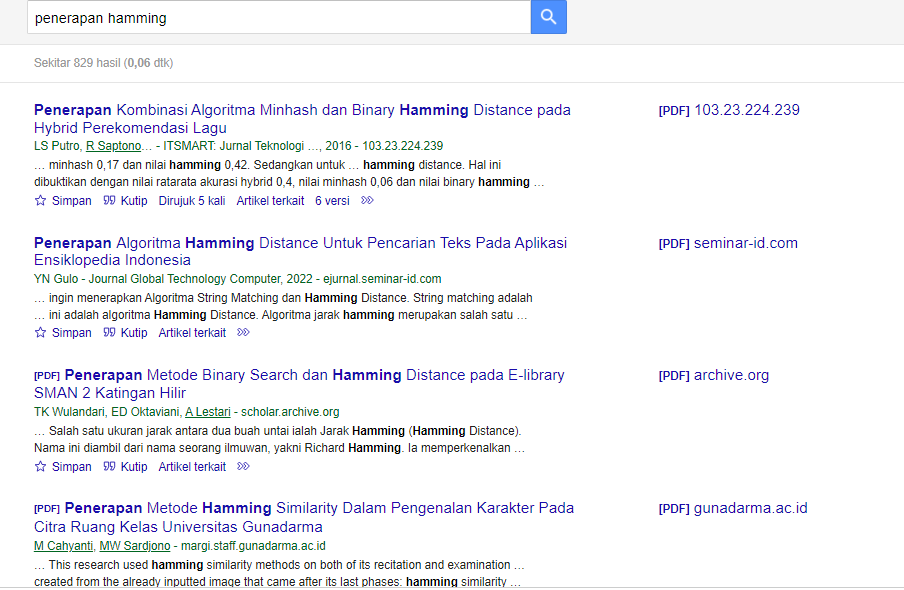 penerapan hamming
Sekitar 829 hasil (0,06 dtk)
Penerapan Kombinasi Algoritma Minhash dan Binary Hamming Distance pada
Hybrid Perekomendasi Lagu
[PDF] 103.23.224.239
LS Putro, R Saptono… - ITSMART: Jurnal Teknologi …, 2016 - 103.23.224.239
… minhash 0,17 dan nilai hamming 0,42. Sedangkan untuk … hamming distance. Hal ini
dibuktikan dengan nilai ratarata akurasi hybrid 0,4, nilai minhash 0,06 dan nilai binary hamming …
Simpan Kutip Dirujuk 5 kali Artikel terkait 6 versi
Penerapan Algoritma Hamming Distance Untuk Pencarian Teks Pada Aplikasi
Ensiklopedia Indonesia
[PDF] seminar-id.com
YN Gulo - Journal Global Technology Computer, 2022 - ejurnal.seminar-id.com
… ingin menerapkan Algoritma String Matching dan Hamming Distance. String matching adalah
… ini adalah algoritma Hamming Distance. Algoritma jarak hamming merupakan salah satu …
Simpan Kutip Artikel terkait
[PDF] Penerapan Metode Binary Search dan Hamming Distance pada E-library
SMAN 2 Katingan Hilir
[PDF] archive.org
TK Wulandari, ED Oktaviani, A Lestari - scholar.archive.org
… Salah satu ukuran jarak antara dua buah untai ialah Jarak Hamming (Hamming Distance).
Nama ini diambil dari nama seorang ilmuwan, yakni Richard Hamming. Ia memperkenalkan …
Simpan Kutip Artikel terkait
[PDF] Penerapan Metode Hamming Similarity Dalam Pengenalan Karakter Pada
Citra Ruang Kelas Universitas Gunadarma
[PDF] gunadarma.ac.id
M Cahyanti, MW Sardjono - margi.staff.gunadarma.ac.id
… This research used hamming similarity methods on both of its recitation and examination …
created from the already inputted image that came after its last phases: hamming similarity …